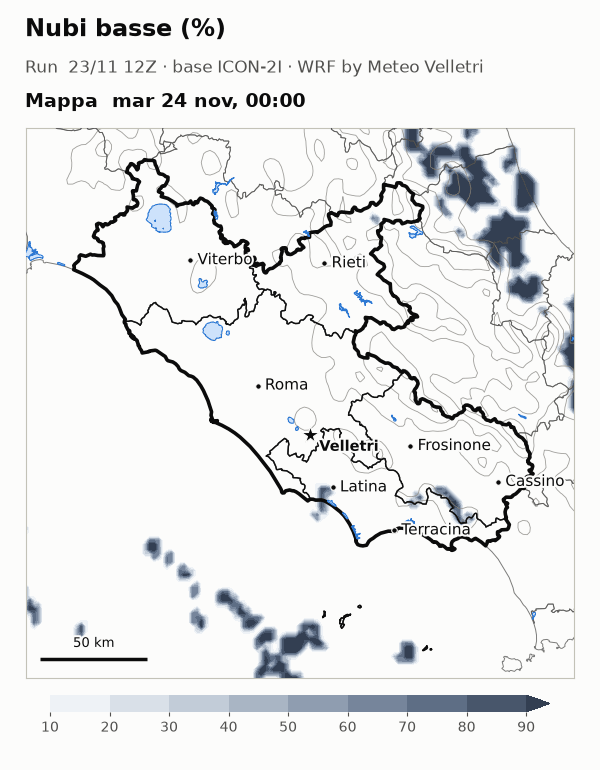 Nubi basse (%)
Run  23/11 12Z · base ICON-2I · WRF by Meteo Velletri
Mappa  mar 24 nov, 00:00
Viterbo
Rieti
Roma
Velletri
Frosinone
Cassino
Latina
Terracina
50 km
10 20 30 40 50 60 70 80 90